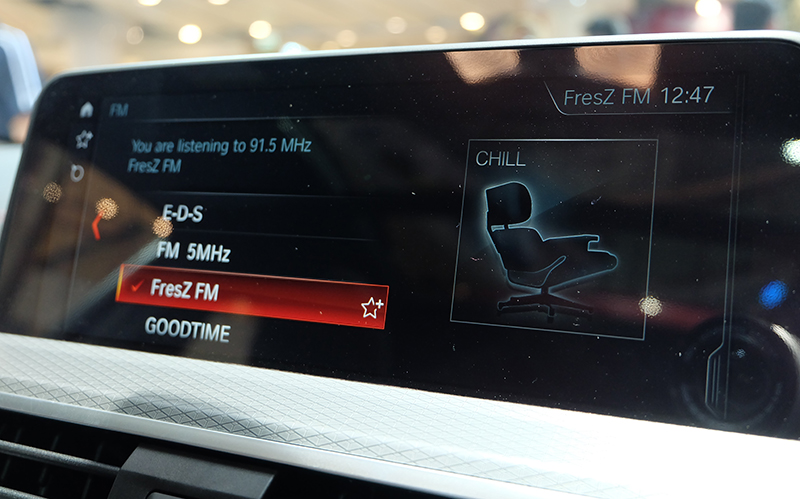 FM
FresZ FM 12:47
You are listening to 91.5 MHz
FresZ FM
CHILL
E-D-S
FM 5MHz
FresZ FM
GOODTIME